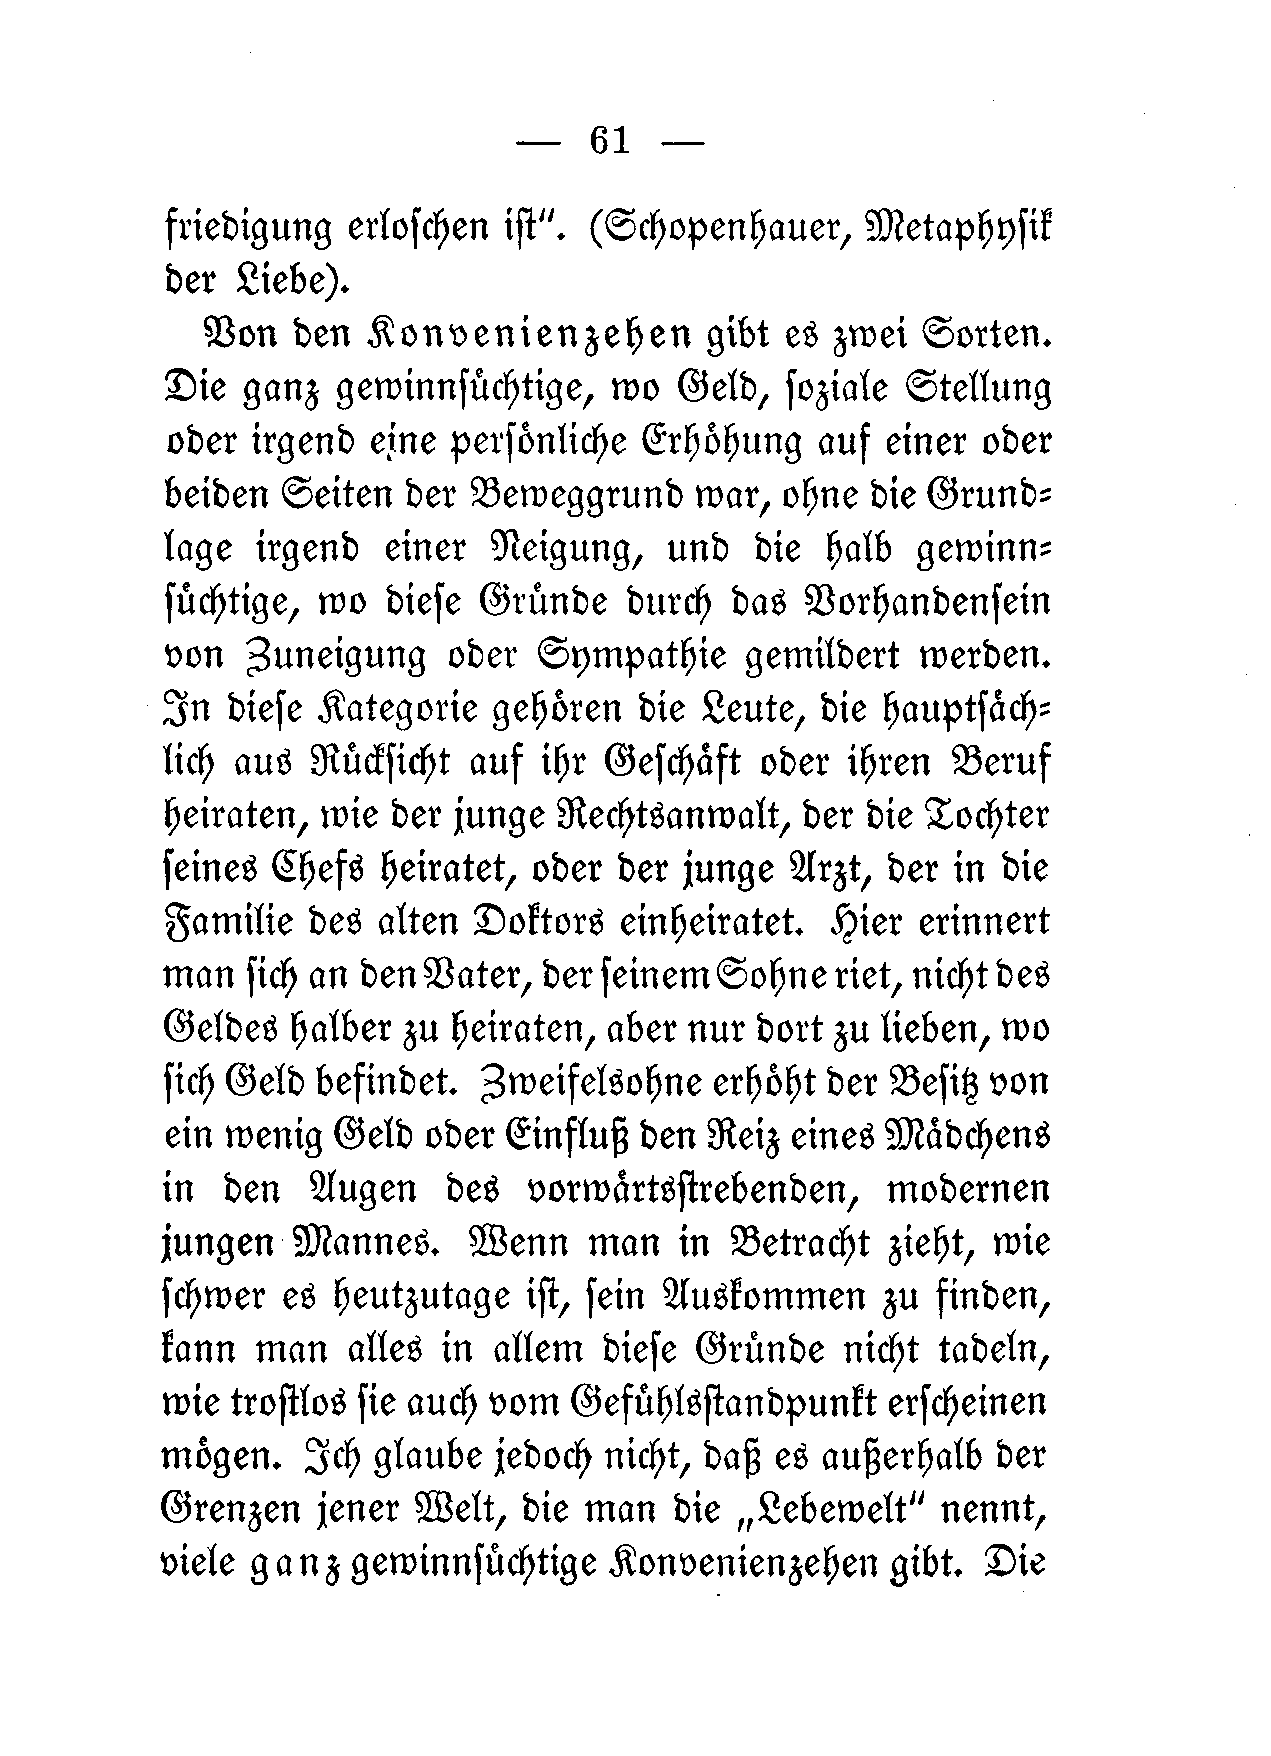 — 61 —
friedigung erloschen ist". (Schopenhauer, Metaphysik
der Liebe).
Von den Konvenienzehen gibt es zwei Sorten.
Die ganz gewinnsüchtige, wo Geld, soziale Stellung
oder irgend eine persönliche Erhöhung auf einer oder
beiden Seiten der Beweggrund war, ohne die Grund-
lage irgend einer Neigung, und die halb gewinn-
süchtige, wo diese Gründe durch das Vorhandensein
von Zuneigung oder Sympathie gemildert werden.
In diese Kategorie gehören die Leute, die hauptsäch-
lich aus Rücksicht auf ihr Geschäft oder ihren Beruf
heiraten, wie der junge Rechtsanwalt, der die Tochter
seines Chefs heiratet, oder der junge Arzt, der in die
Familie des alten Doktors einheiratet. Hier erinnert
man sich an den Vater, der seinem Sohne riet, nicht des
Geldes halber zu heiraten, aber nur dort zu lieben, wo
sich Geld befindet. Zweifelsohne erhöht der Besitz von
ein wenig Geld oder Einfluß den Reiz eines Mädchens
in den Augen des vorwärtsstrebenden, modernen
jungen Mannes. Wenn man in Betracht zieht, wie
schwer es heutzutage ist, sein Auskommen zu finden,
kann man alles in allem diese Gründe nicht tadeln,
wie trostlos sie auch vom Gefühlsstandpunkt erscheinen
mögen. Ich glaube jedoch nicht, daß es außerhalb der
Grenzen jener Welt, die man die „Lebewelt" nennt,
viele ganz gewinnsüchtige Konvenienzehen gibt. Die